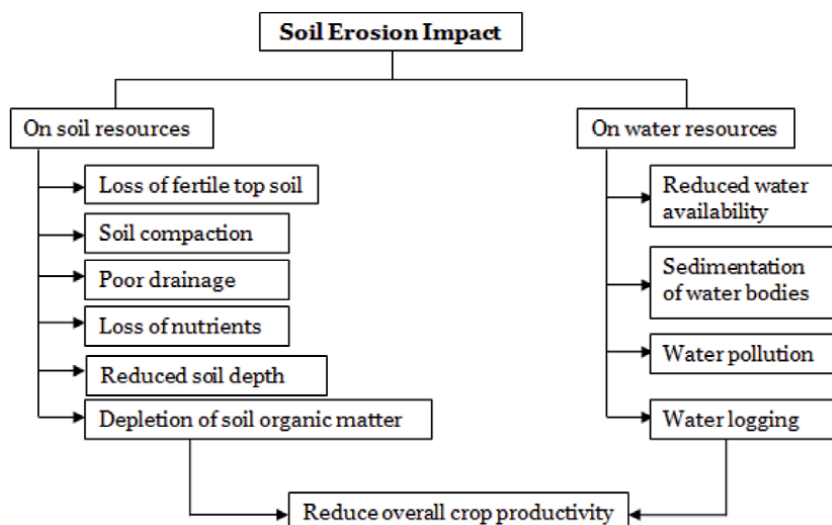 Soil Erosion Impact
On soil resources
Loss of fertile top soil
Soil compaction
Poor drainage
Loss of nutrients
Reduced soil depth
Depletion of soil organic matter
On water resources
Reduced water
availability
Sedimentation
of water bodies
Water pollution
Water logging
Reduce overall crop productivity